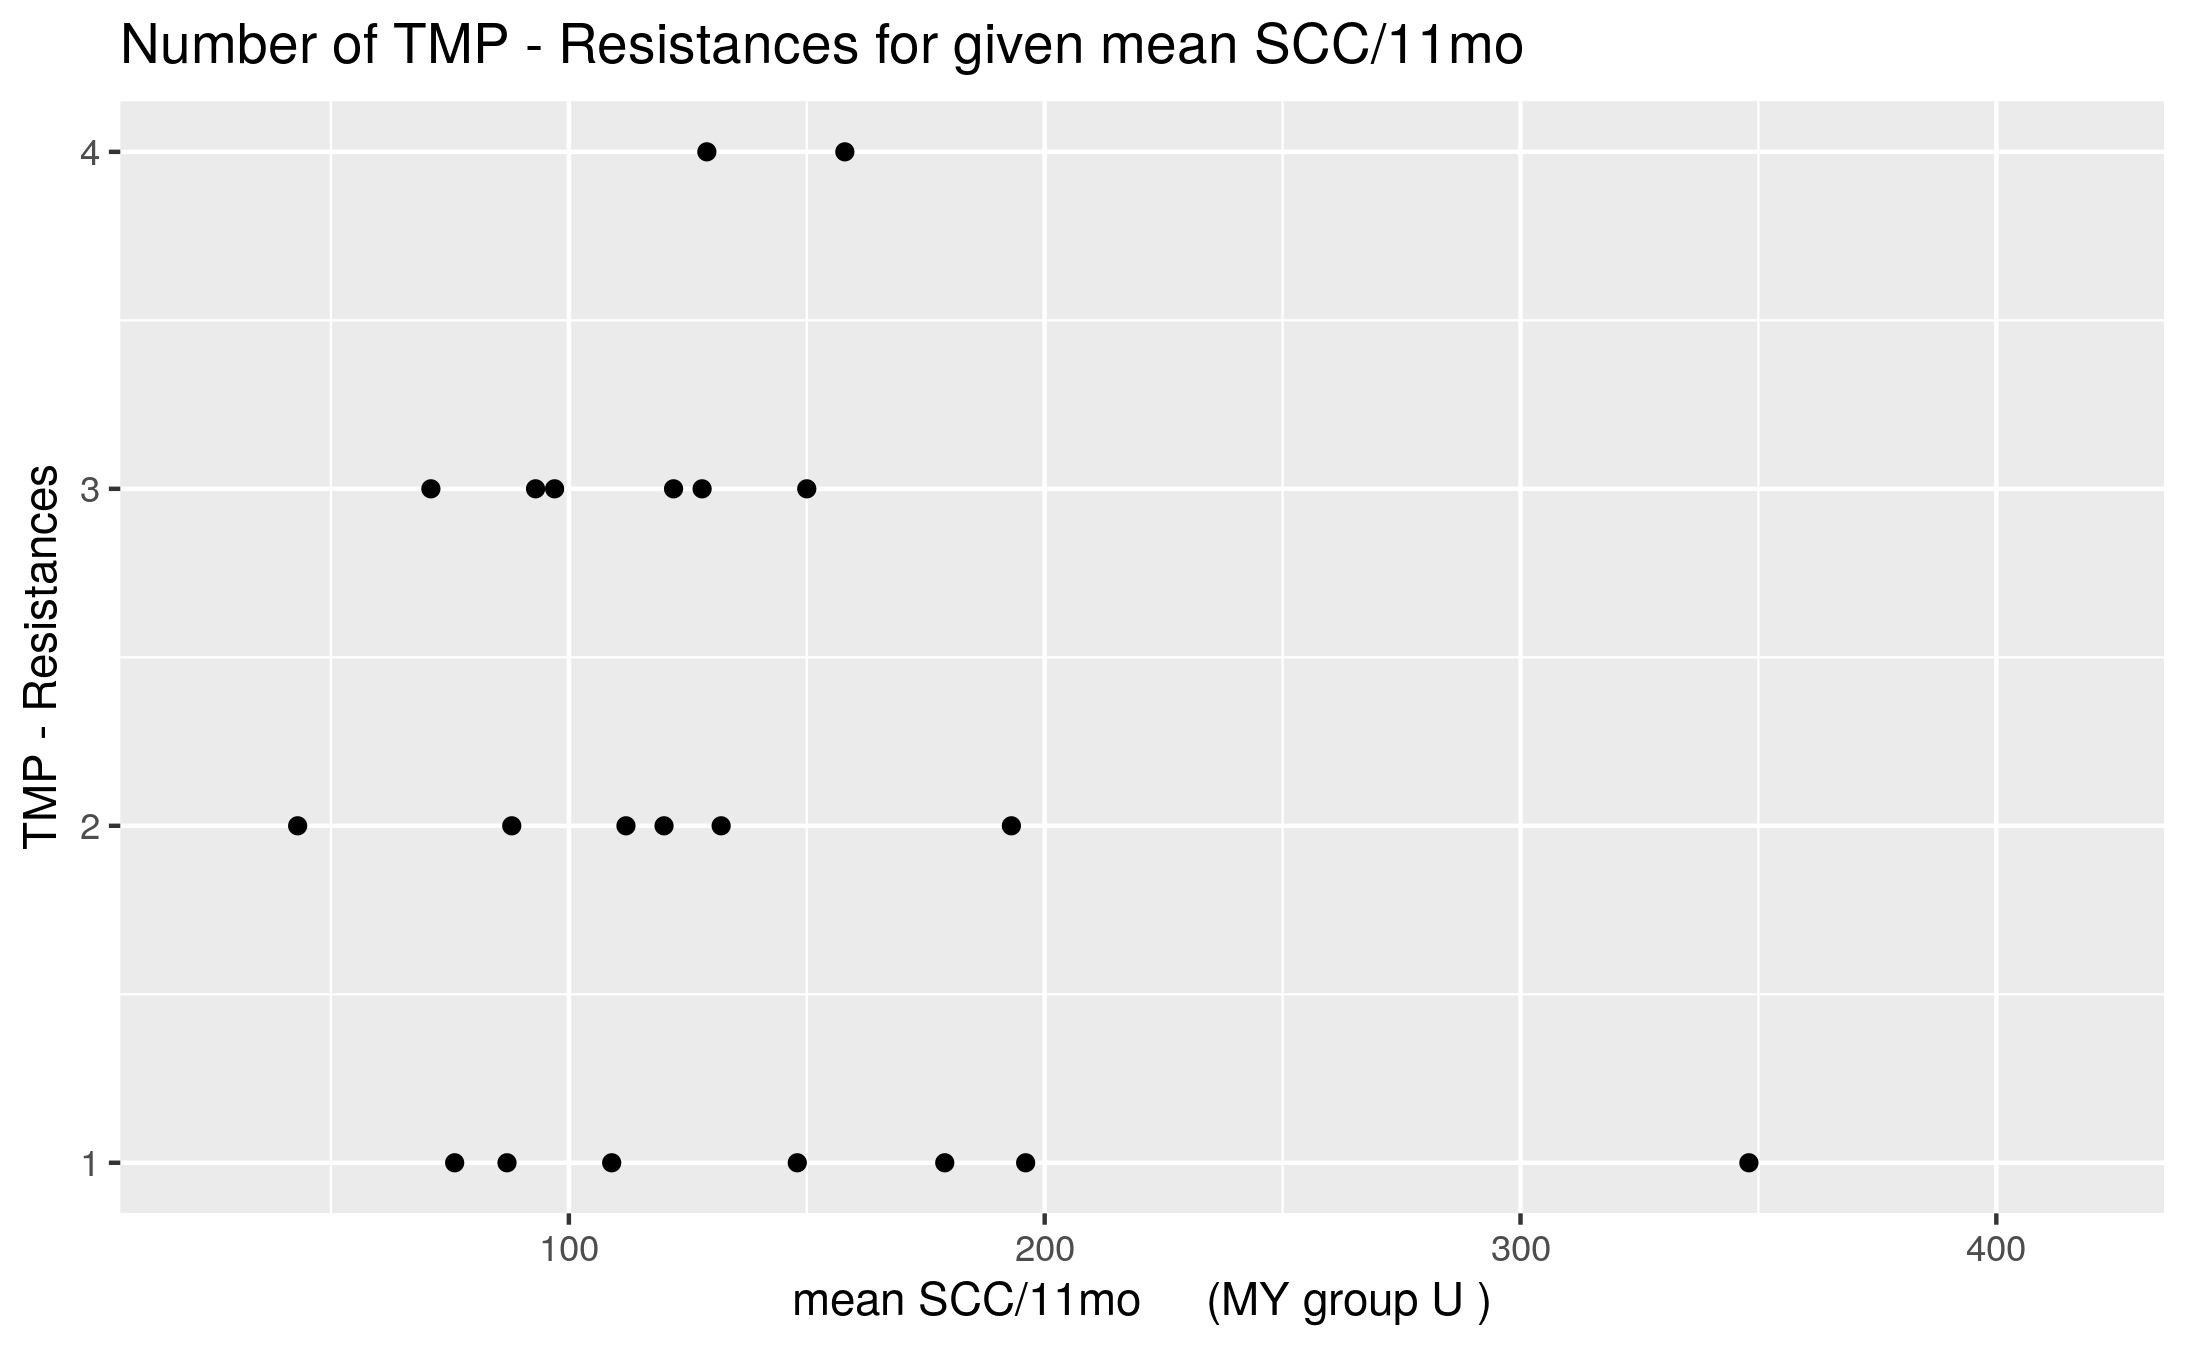 Number of TMP - Resistances for given mean SCC/11mo
TMP - Resistances
4
3
2
1
100 200 300 400
mean SCC/11mo (MY group U )